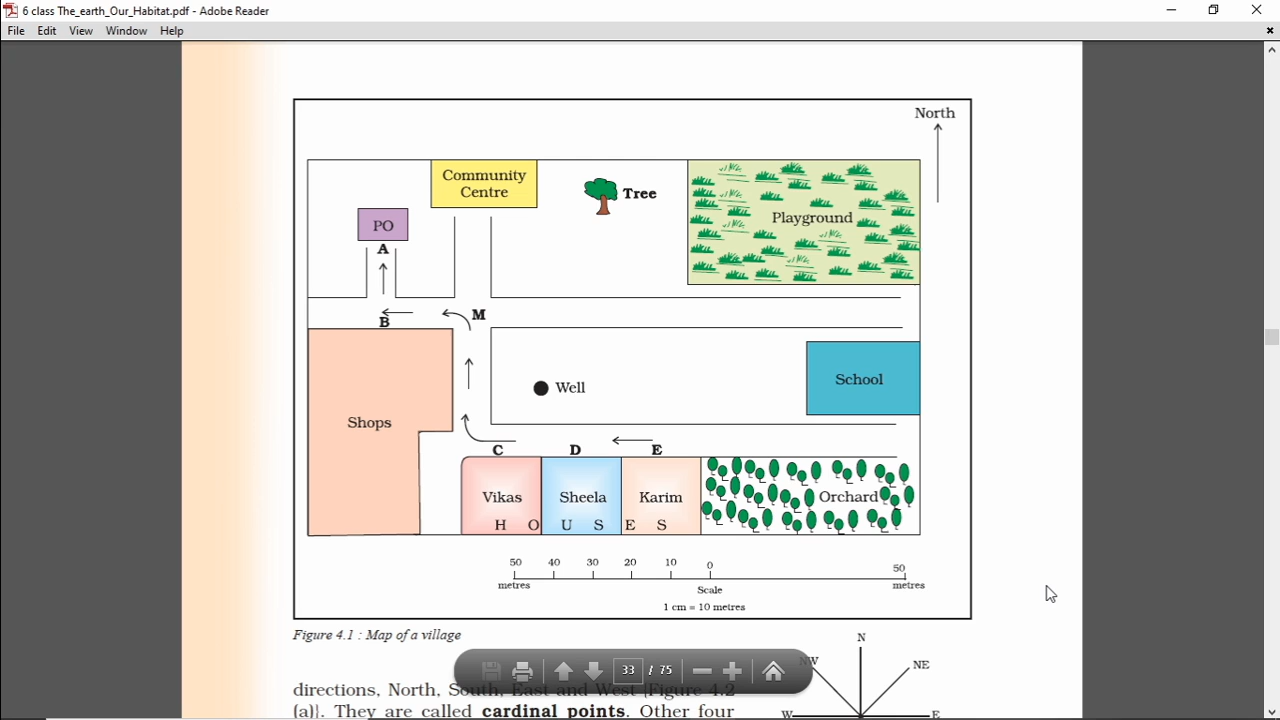 6 class The_earth_Our_Habitat.pdf - Adobe Reader
File Edit View Window Help
North
Community
Centre
Tree
Playground
PO
A
B
M
Well
School
Shops
C D E
Vikas Sheela Karim Orchard
H O U S E S
50 40 30 20 10 0 50
metres metres
Scale
1 cm = 10 metres
Figure 4.1 : Map of a village
33 / 75
N
NW NE
directions, North, South, East and West {Figure 4.2
(a)}. They are called cardinal points. Other four
W E